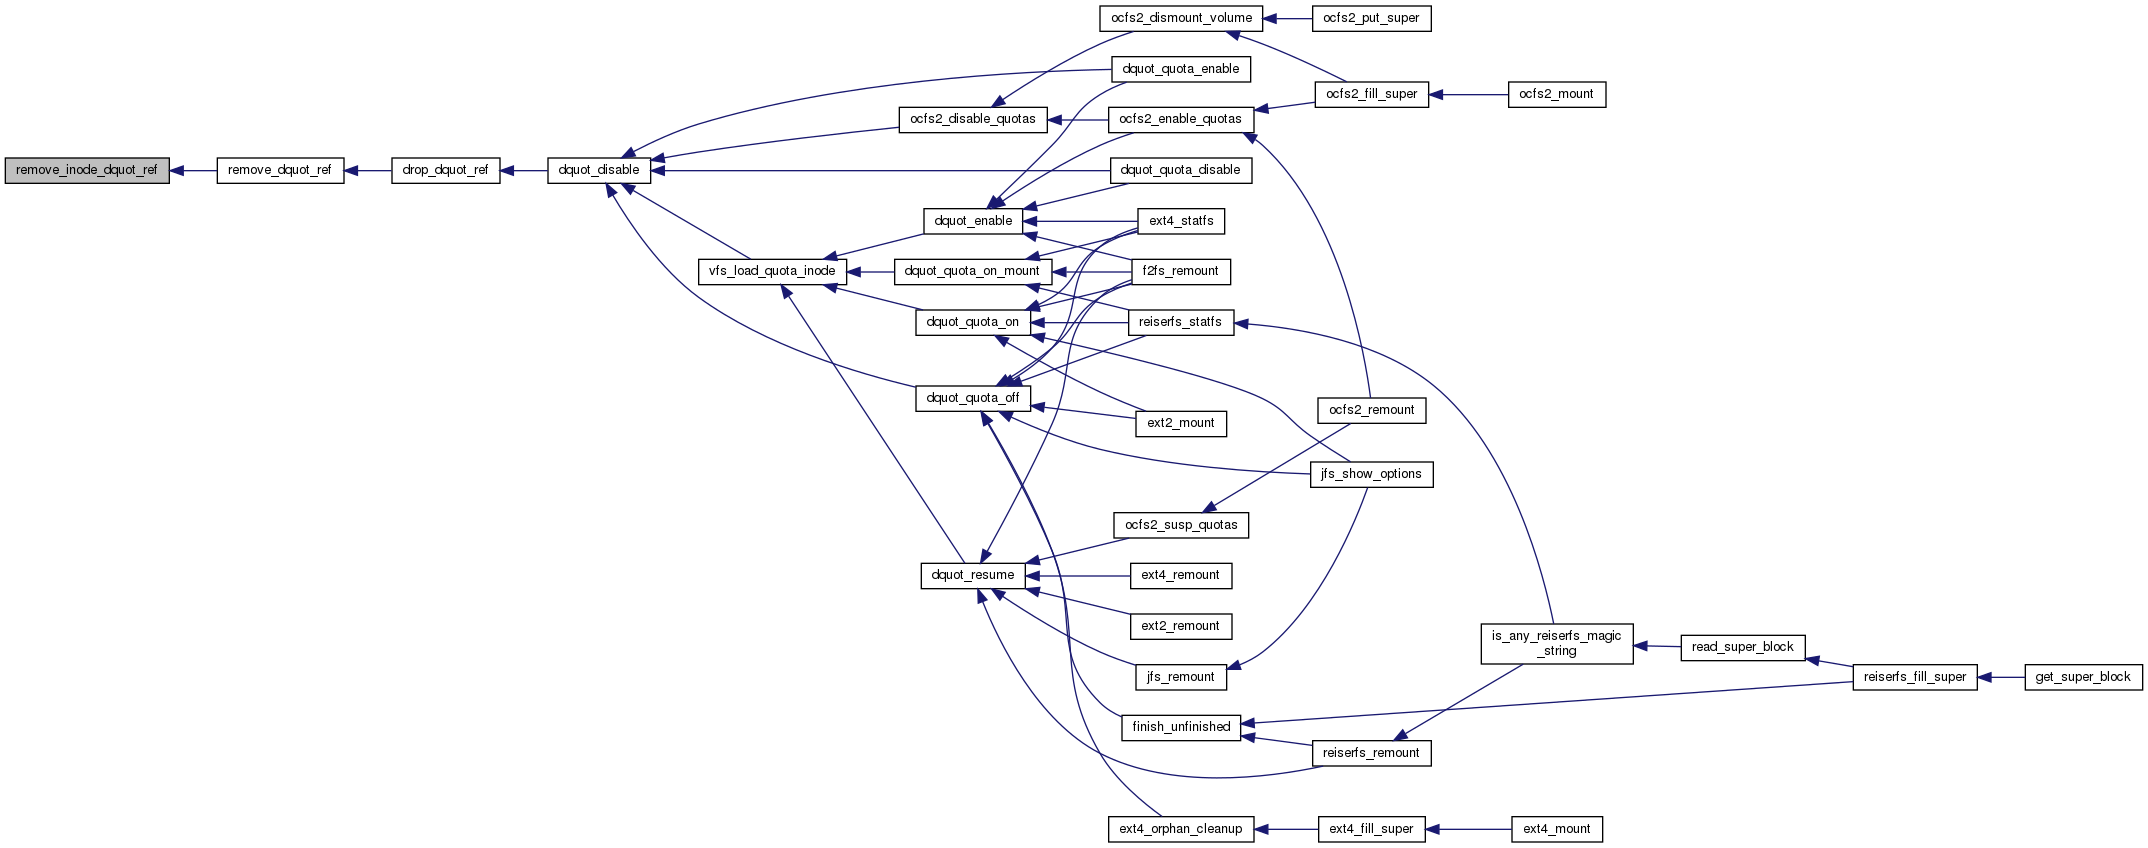 ocfs2_dismount_volume
ocfs2_put_super
dquot_quota_enable
ocfs2_fill_super
ocfs2_mount
ocfs2_disable_quotas
ocfs2_enable_quotas
remove_inode_dquot_ref
remove_dquot_ref
drop_dquot_ref
dquot_disable
dquot_quota_disable
dquot_enable
ext4_statfs
vfs_load_quota_inode
dquot_quota_on_mount
f2fs_remount
dquot_quota_on
reiserfs_statfs
dquot_quota_off
ocfs2_remount
ext2_mount
jfs_show_options
ocfs2_susp_quotas
dquot_resume
ext4_remount
ext2_remount
is_any_reiserfs_magic
_string
read_super_block
jfs_remount
reiserfs_fill_super
get_super_block
finish_unfinished
reiserfs_remount
ext4_orphan_cleanup
ext4_fill_super
ext4_mount